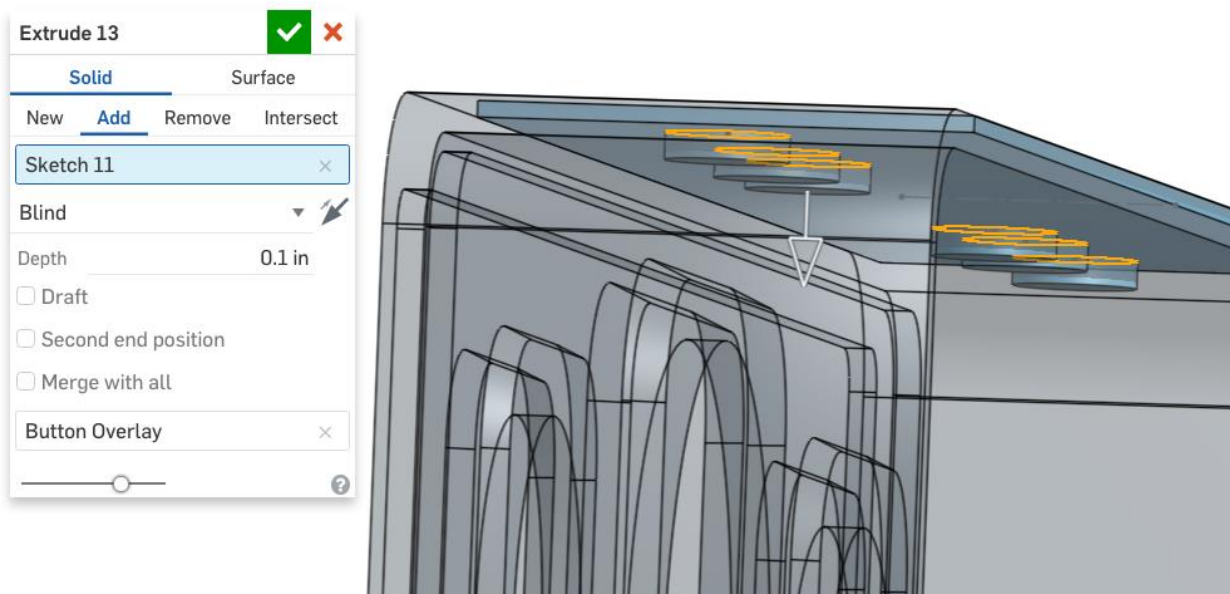 Extrude 13
Solid Surface
New Add Remove Intersect
Sketch 11
Blind
Depth 0.1 in
Draft
Second end position
Merge with all
Button Overlay